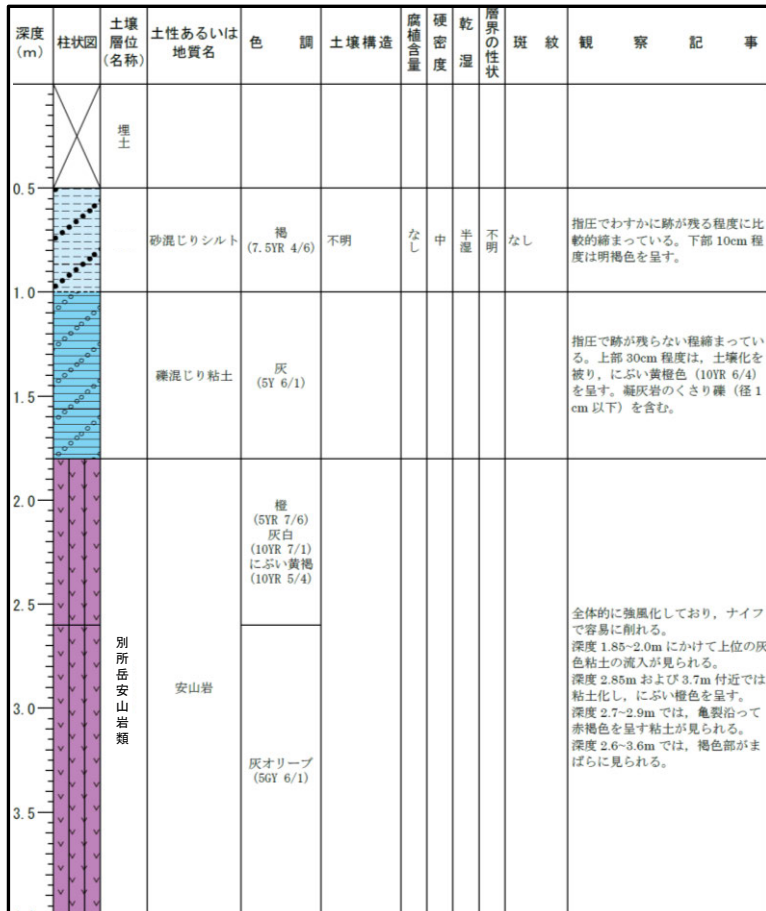 深度
(m)
柱状図
土壌
層位
(名称)
土性あるいは
地質名
色 調
土壌構造
腐植含量
硬密度
乾湿
層界の性状
斑 紋
観 察 記 事
埋土
0.5
砂混じりシルト
褐
(7.5YR 4/6)
不明
なし
中
半湿
不明
なし
指圧でわずかに跡が残る程度に比
較的締まっている。下部 10cm 程
度は明褐色を呈す。
1.0
礫混じり粘土
灰
(5Y 6/1)
指圧で跡が残らない程締まってい
る。上部 30cm 程度は，土壌化を
被り，にぶい黄橙色（10YR 6/4）
を呈す。凝灰岩のくさり礫（径 1
cm 以下）を含む。
1.5
2.0
橙
(5YR 7/6)
灰白
(10YR 7/1)
にぶい黄褐
(10YR 5/4)
2.5
別所岳安山岩類
安山岩
全体的に強風化しており，ナイフ
で容易に削れる。
深度 1.85~2.0m にかけて上位の灰
色粘土の流入が見られる。
深度 2.85m および 3.7m 付近では
粘土化し，にぶい橙色を呈す。
深度 2.7~2.9m では，亀裂沿って
赤褐色を呈す粘土が見られる。
深度 2.6~3.6m では，褐色部がま
ばらに見られる。
3.0
灰オリーブ
(5GY 6/1)
3.5